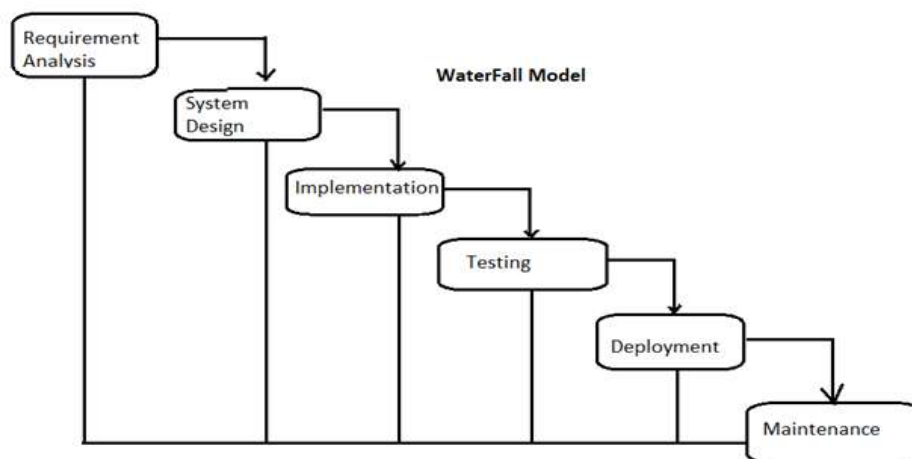 Requirement
Analysis
WaterFall Model
System
Design
Implementation
Testing
Deployment
Maintenance